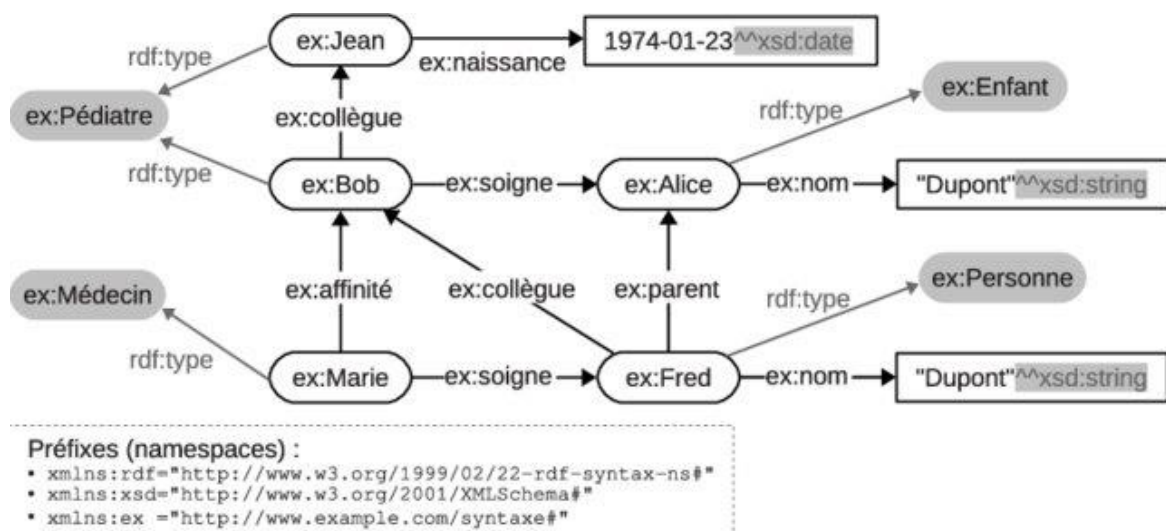 ex:Jean
1974-01-23^^xsd:date
rdf:type
ex:naissance
ex:Enfant
ex:Pédiatre
ex:collègue
rdf:type
rdf:type
ex:Bob
ex:soigne
ex:Alice
ex:nom
"Dupont"^^xsd:string
ex:Médecin
ex:affinité
ex:collègue
ex:parent
ex:Personne
rdf:type
rdf:type
ex:Marie
ex:soigne
ex:Fred
ex:nom
"Dupont"^^xsd:string
Préfixes (namespaces) :
• xmlns:rdf="http://www.w3.org/1999/02/22-rdf-syntax-ns#"
• xmlns:xsd="http://www.w3.org/2001/XMLSchema#"
• xmlns:ex ="http://www.example.com/syntaxe#"